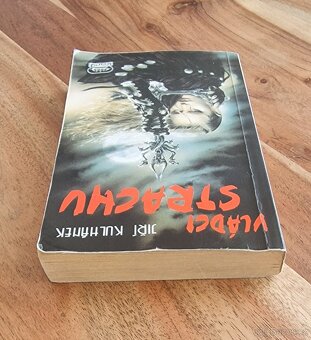 JIŘÍ KULHÁNEK
VLÁDCI
STRACHU